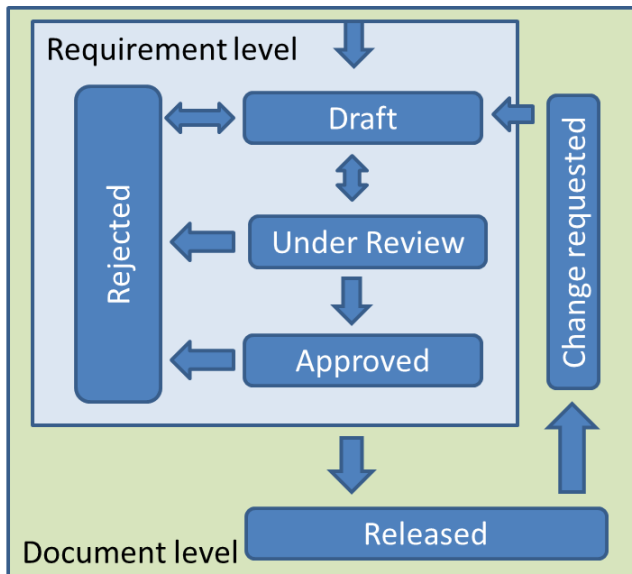 Requirement level
Draft
Under Review
Approved
Rejected
Change requested
Released
Document level